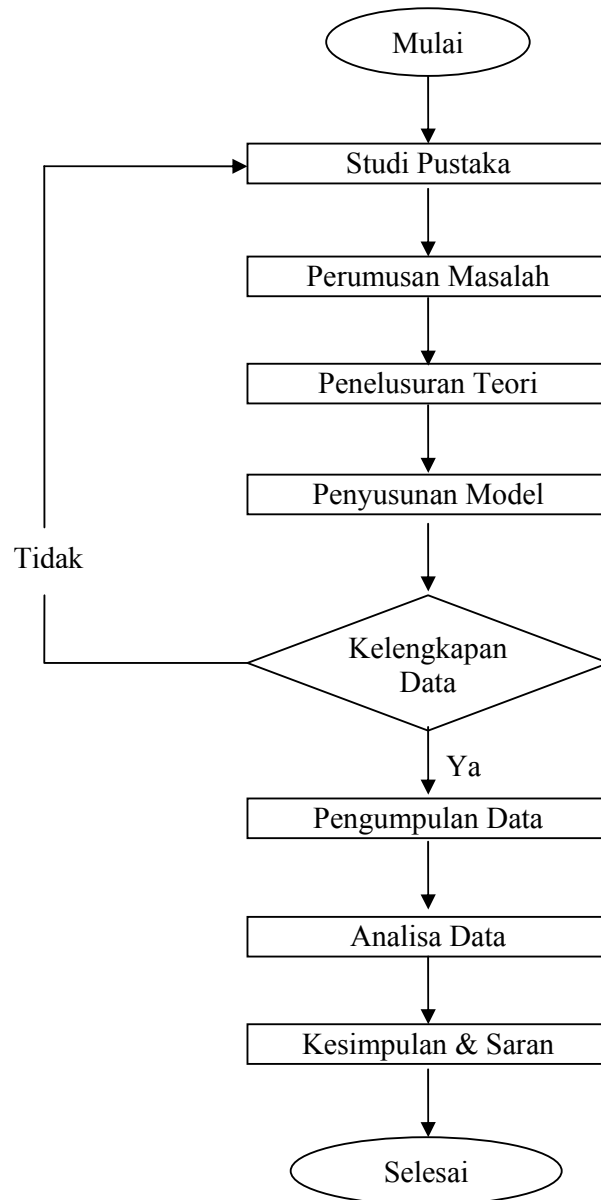 Mulai
Studi Pustaka
Perumusan Masalah
Penelusuran Teori
Penyusunan Model
Tidak
Kelengkapan
Data
Ya
Pengumpulan Data
Analisa Data
Kesimpulan & Saran
Selesai